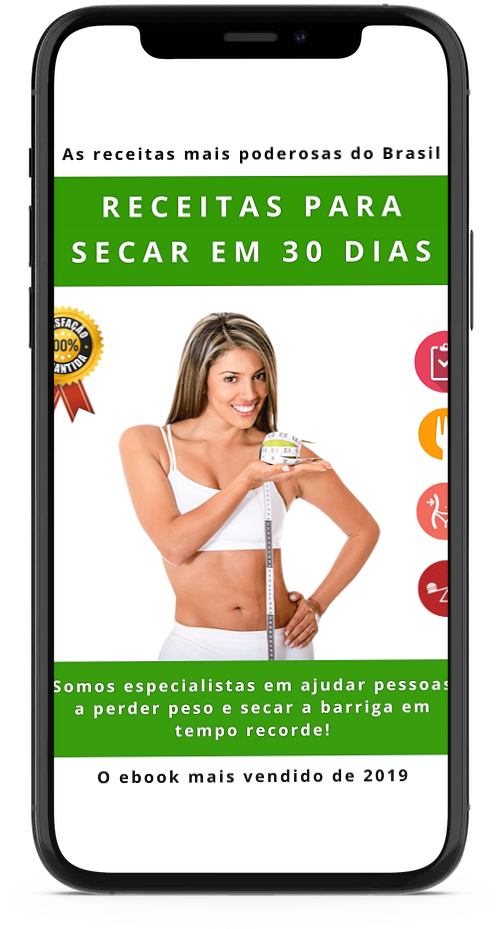 As receitas mais poderosas do Brasil
RECEITAS PARA
SECAR EM 30 DIAS
Somos especialistas em ajudar pessoas
a perder peso e secar a barriga em
tempo recorde!
O ebook mais vendido de 2019